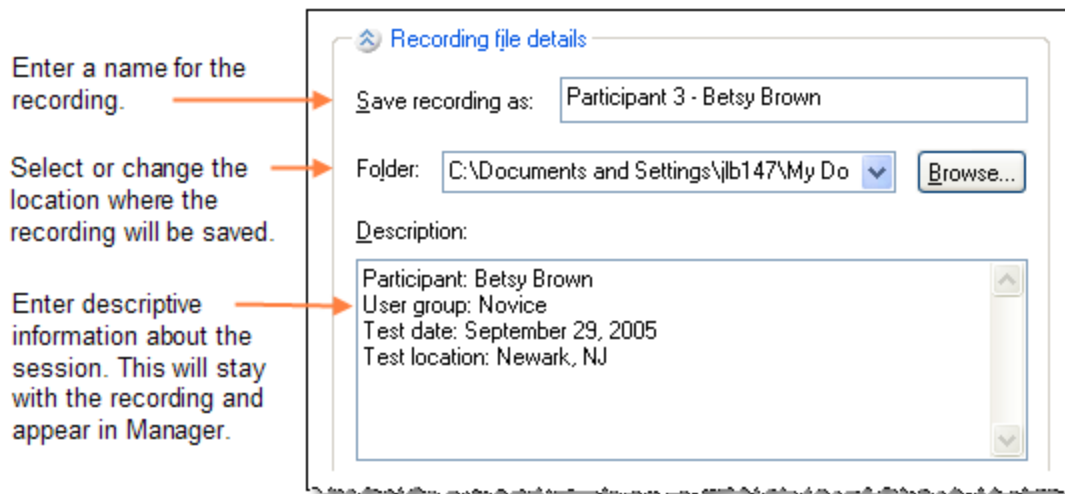 Recording file details
Enter a name for the
recording.
Save recording as:
Participant 3 - Betsy Brown
Select or change the
location where the
recording will be saved.
Folder:
C:\Documents and Settings\jlb147\My Do
Browse...
Description:
Enter descriptive
information about the
session. This will stay
with the recording and
appear in Manager.
Participant: Betsy Brown
User group: Novice
Test date: September 29, 2005
Test location: Newark, NJ